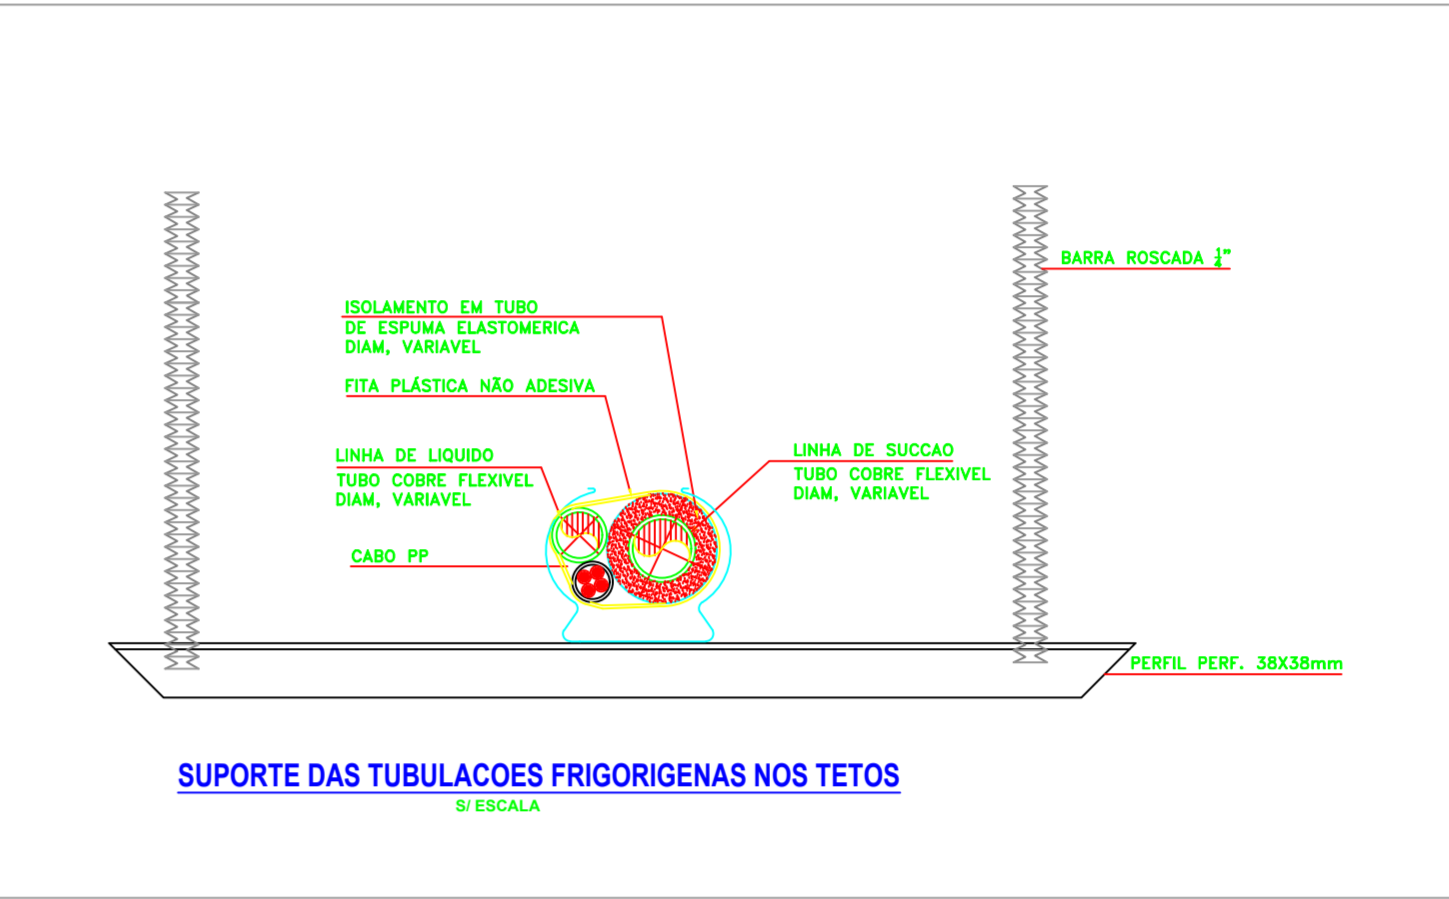 BARRA ROSCADA 1/4"
ISOLAMENTO EM TUBO
DE ESPUMA ELASTOMERICA
DIAM, VARIAVEL
FITA PLÁSTICA NÃO ADESIVA
LINHA DE LIQUIDO
TUBO COBRE FLEXIVEL
DIAM, VARIAVEL
LINHA DE SUCCAO
TUBO COBRE FLEXIVEL
DIAM, VARIAVEL
CABO PP
PERFIL PERF. 38X38mm
SUPORTE DAS TUBULACOES FRIGORIGENAS NOS TETOS
S/ ESCALA